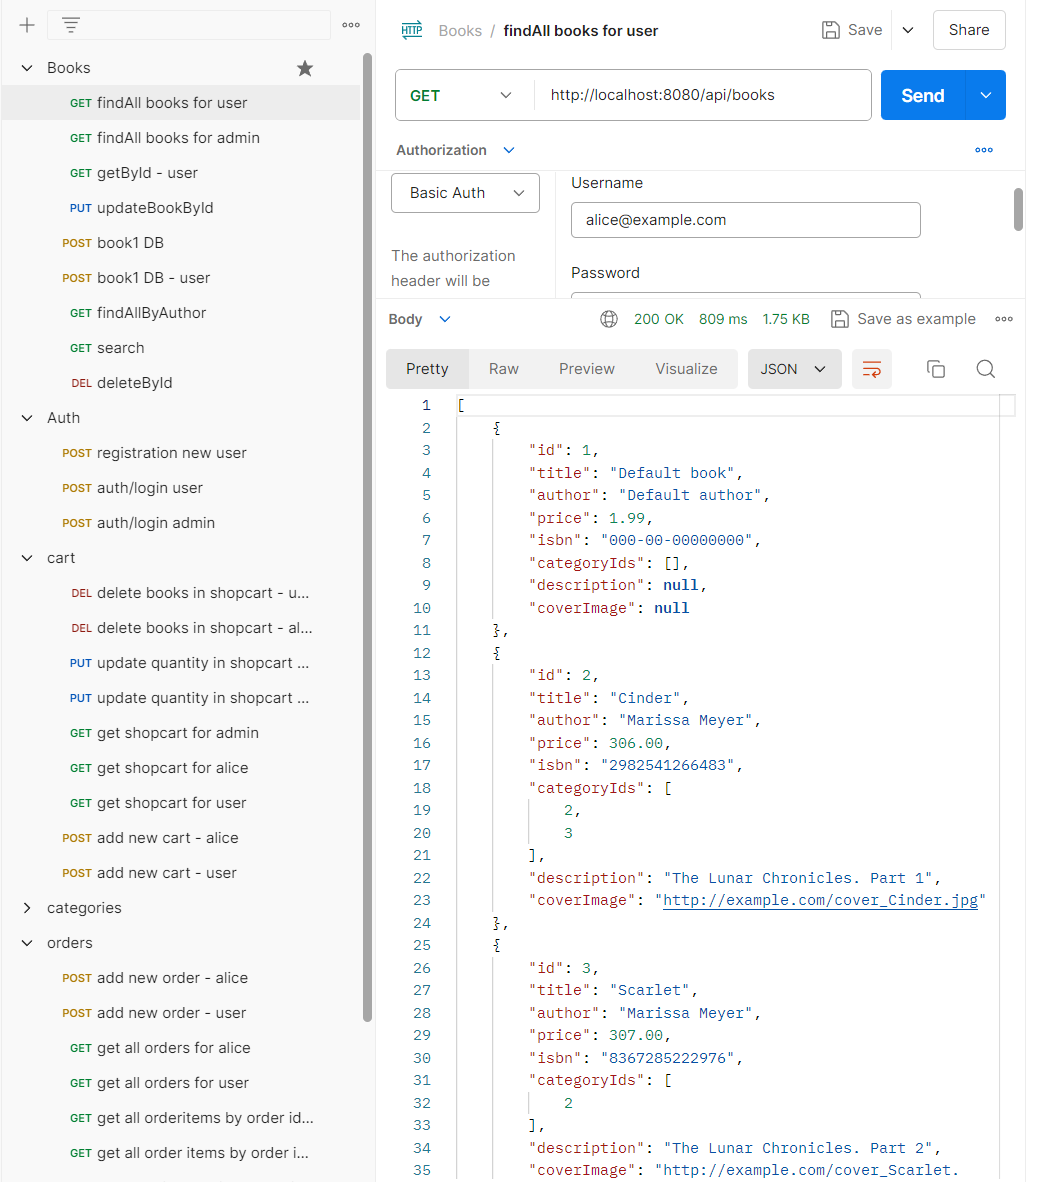 Books
GET findAll books for user
GET findAll books for admin
GET getById - user
PUT updateBookById
POST book1 DB
POST book1 DB - user
GET findAllByAuthor
GET search
DEL deleteById
Auth
POST registration new user
POST auth/login user
POST auth/login admin
cart
DEL delete books in shopcart - u...
DEL delete books in shopcart - al...
PUT update quantity in shopcart ...
PUT update quantity in shopcart ...
GET get shopcart for admin
GET get shopcart for alice
GET get shopcart for user
POST add new cart - alice
POST add new cart - user
categories
orders
POST add new order - alice
POST add new order - user
GET get all orders for alice
GET get all orders for user
GET get all orderitems by order id...
GET get all order items by order i...
HTTP Books / findAll books for user Save Share
GET http://localhost:8080/api/books Send
Authorization
Basic Auth
The authorization
header will be
Username
alice@example.com
Password
Body 200 OK 809 ms 1.75 KB Save as example
Pretty Raw Preview Visualize JSON
1 [
2 {
3 "id": 1,
4 "title": "Default book",
5 "author": "Default author",
6 "price": 1.99,
7 "isbn": "000-00-00000000",
8 "categoryIds": [],
9 "description": null,
10 "coverImage": null
11 },
12 {
13 "id": 2,
14 "title": "Cinder",
15 "author": "Marissa Meyer",
16 "price": 306.00,
17 "isbn": "2982541266483",
18 "categoryIds": [
19 2,
20 3
21 ],
22 "description": "The Lunar Chronicles. Part 1",
23 "coverImage": "http://example.com/cover_Cinder.jpg"
24 },
25 {
26 "id": 3,
27 "title": "Scarlet",
28 "author": "Marissa Meyer",
29 "price": 307.00,
30 "isbn": "8367285222976",
31 "categoryIds": [
32 2
33 ],
34 "description": "The Lunar Chronicles. Part 2",
35 "coverImage": "http://example.com/cover_Scarlet.